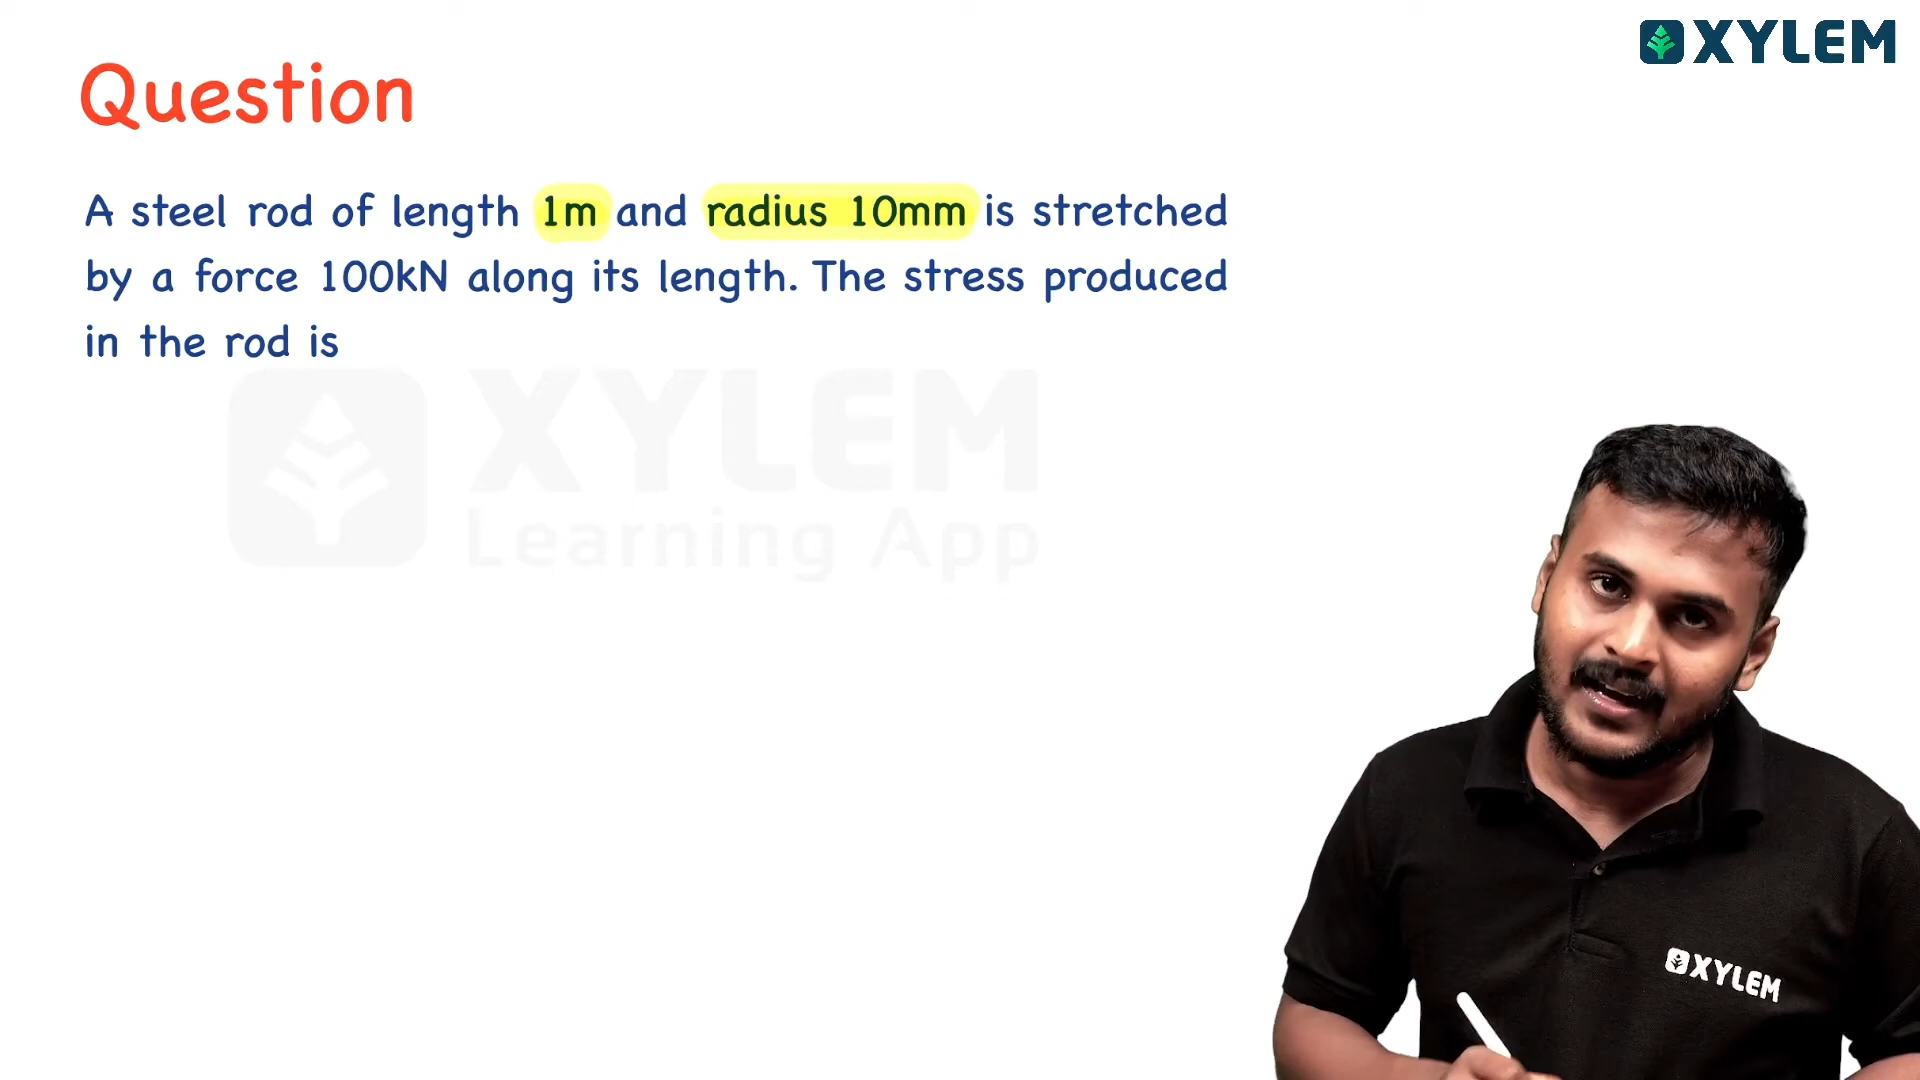 XYLEM
Question
A steel rod of length 1m and radius 10mm is stretched
by a force 100kN along its length. The stress produced
in the rod is
XYLEM
Learning App
XYLEM